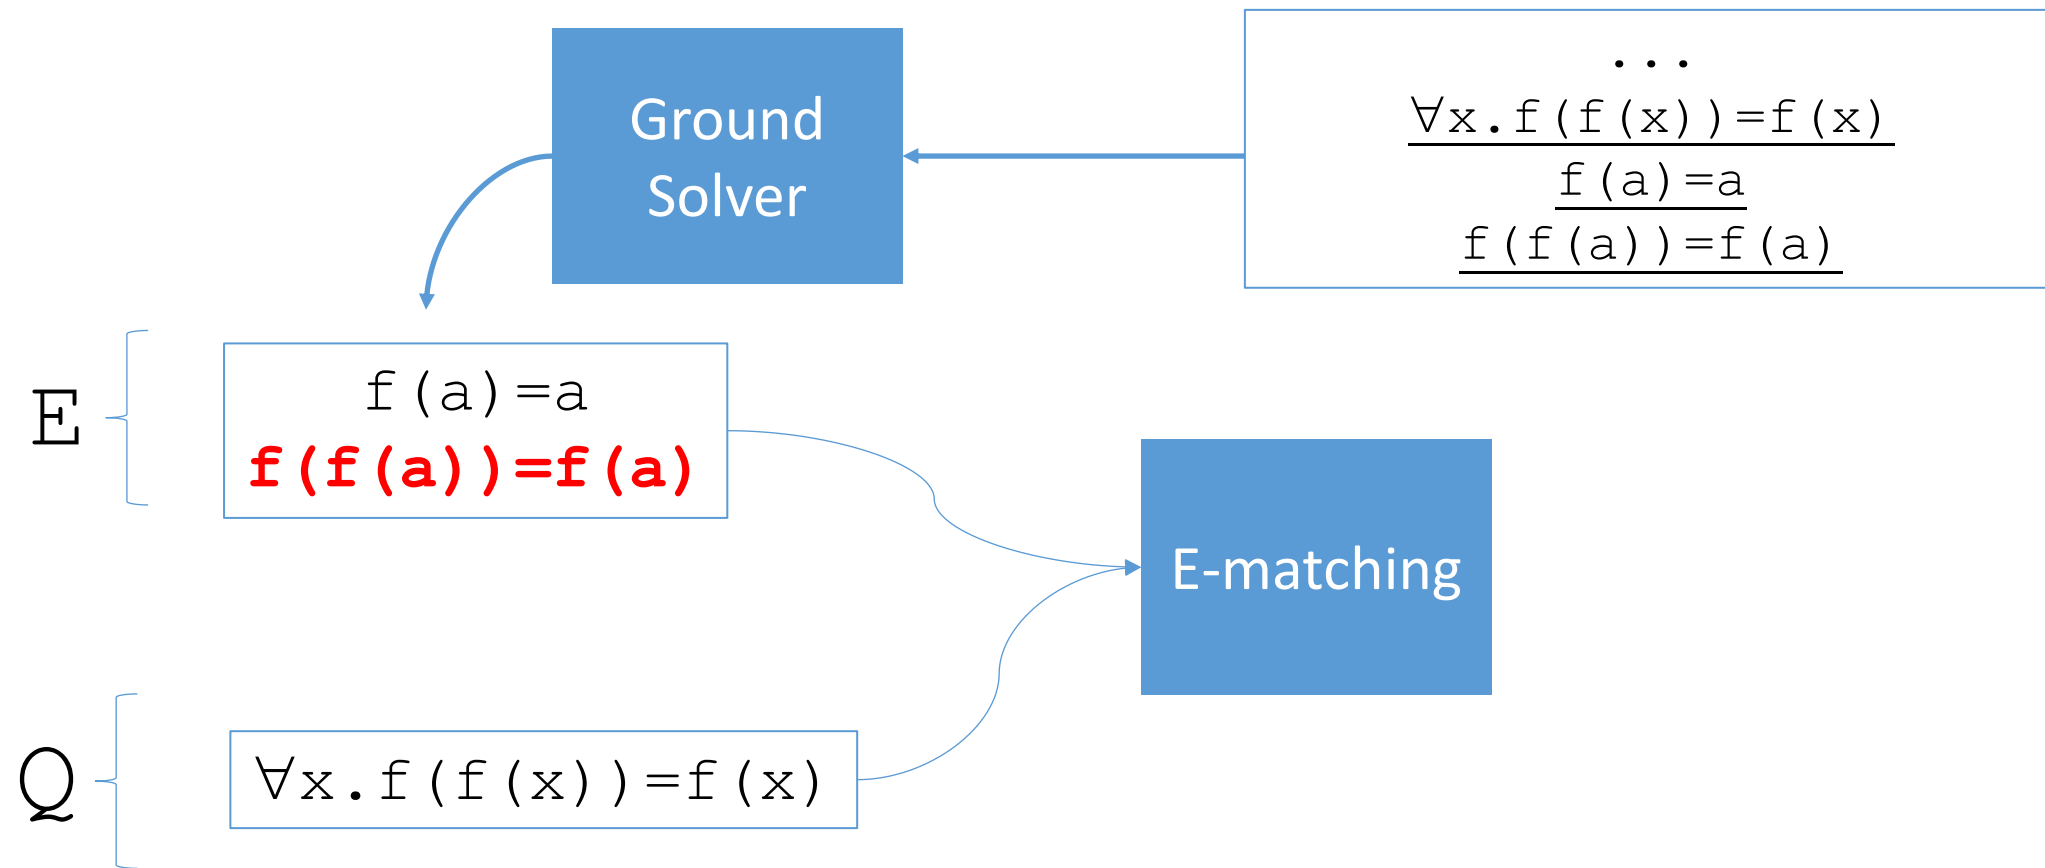 Ground
Solver
...
∀x.f(f(x))=f(x)
f(a)=a
f(f(a))=f(a)
E
f(a)=a
f(f(a))=f(a)
E-matching
Q
∀x.f(f(x))=f(x)